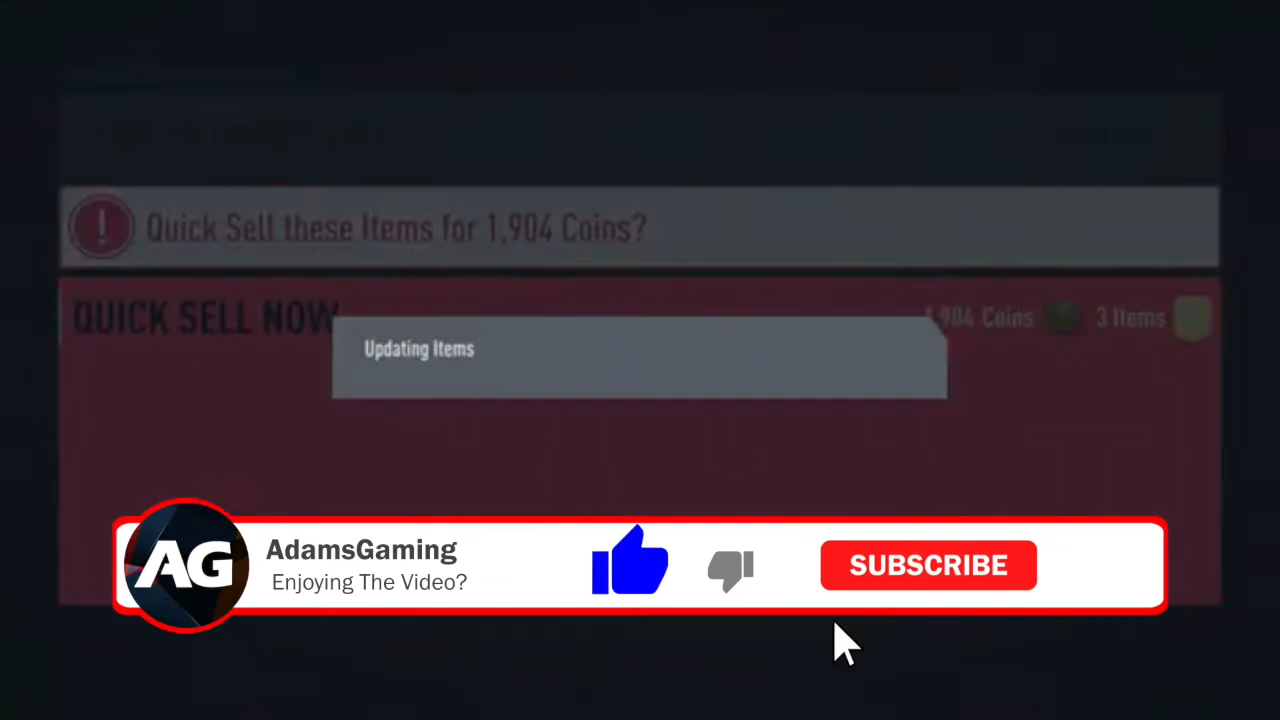 Quick Sell these Items for 1,904 Coins?
QUICK SELL NOW
1,904 Coins
3 Items
Updating Items
AG
AdamsGaming
Enjoying The Video?
SUBSCRIBE